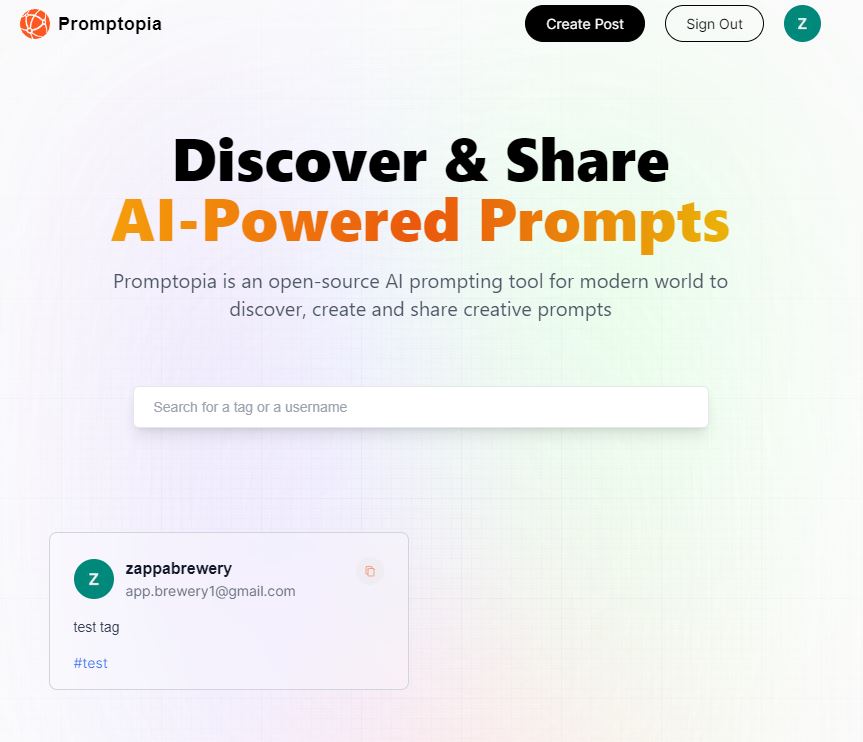 Promptopia
Create Post
Sign Out
Z
Discover & Share
AI-Powered Prompts
Promptopia is an open-source AI prompting tool for modern world to
discover, create and share creative prompts
Search for a tag or a username
Z
zappabrewery
app.brewery1@gmail.com
test tag
#test